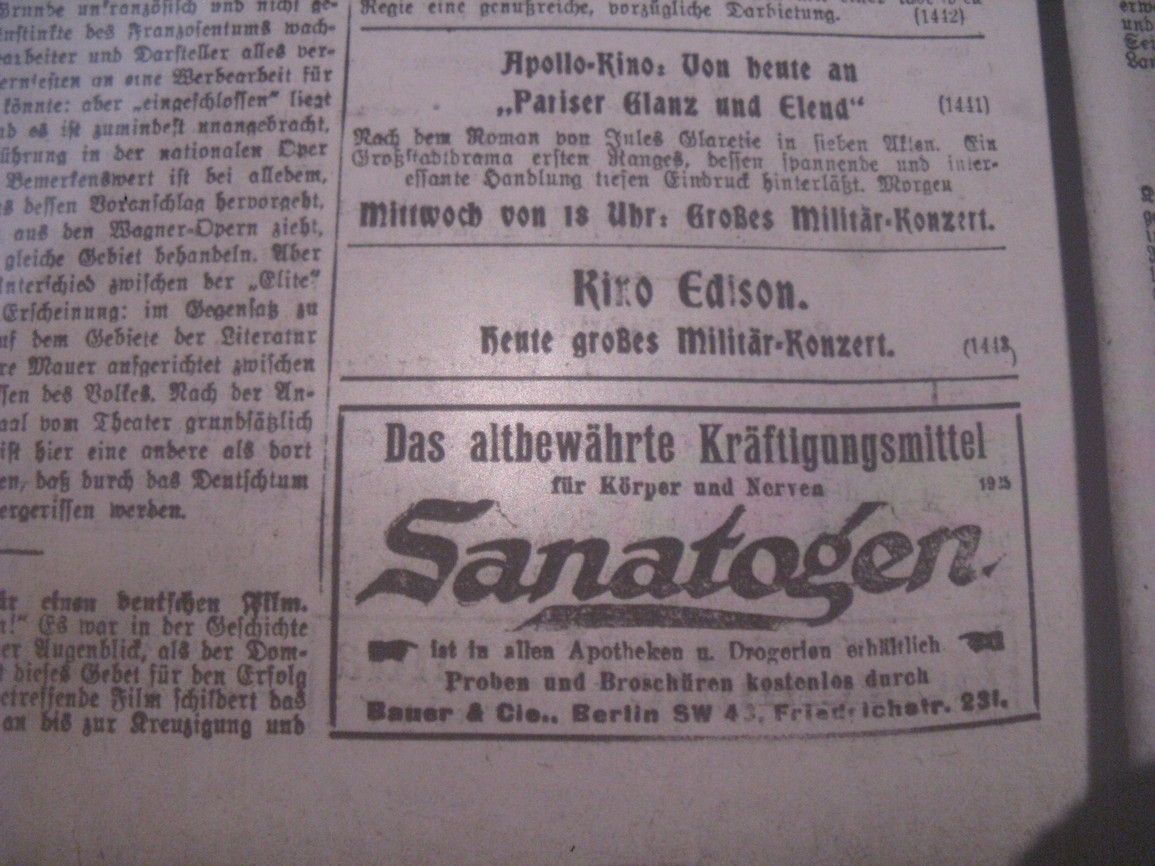 Grunde unfranzösisch und nicht ge-
Instinkte des Franzosentums wach-
arbeiter und Darsteller alles ver-
ernsesten an eine Werbearbeit für
könnte: aber „eingeschlossen“ liegt
und es ist zumindest unangebracht,
führung in der nationalen Oper
Bemerkenswert ist bei alledem,
s dessen Voranschlag hervorgeht,
aus den Wagner-Opern zieht,
gleiche Gebiet behandeln. Aber
Unterschied zwischen der „Elite“
Erscheinung: im Gegensatz zu
auf dem Gebiete der Literatur
re Mauer aufgerichtet zwischen
ssen des Volkes. Nach der An-
aal vom Theater grundsätzlich
ist hier eine andere als dort
en, daß durch das Deutschtum
ergerissen werden.
ür einen deutschen Film.
n!“ Es war in der Geschichte
er Augenblick, als der Dom-
t dieses Gebet für den Erfolg
etreffende Film schildert das
an bis zur Kreuzigung und
Regie eine genußreiche, vorzügliche Darbietung. (1442)
Apollo-Kino: Von heute an
„Pariser Glanz und Elend“ (1441)
Nach dem Roman von Jules Claretie in sieben Akten. Ein
Großstadtdrama ersten Ranges, dessen spannende und inter-
essante Handlung tiefen Eindruck hinterläßt. Morgen
Mittwoch von 18 Uhr: Großes Militär-Konzert.
Kino Edison.
Heute großes Militär-Konzert. (1443)
Das altbewährte Kräftigungsmittel
für Körper und Nerven
Sanatogen.
ist in allen Apotheken u. Drogerien erhältlich
Proben und Broschüren kostenlos durch
Bauer & Cie., Berlin SW 48, Friedrichstr. 231.